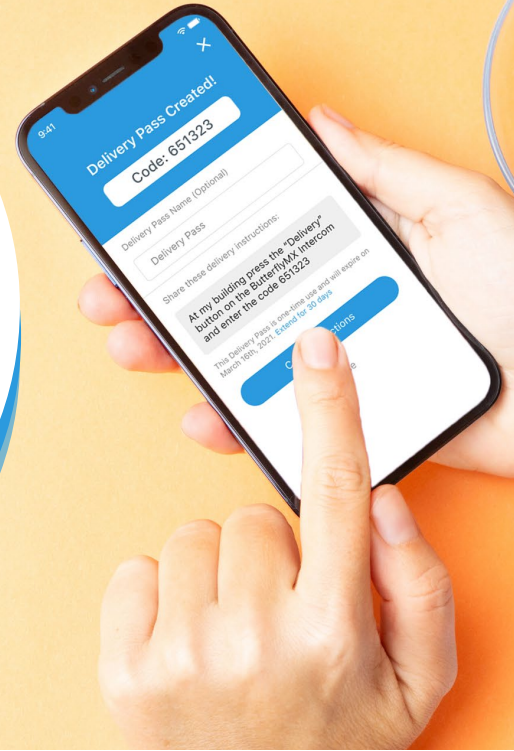 9:41
Delivery Pass Created!
Code: 651323
Delivery Pass Name (Optional)
Delivery Pass
Share these delivery instructions:
At my building press the "Delivery"
button on the ButterflyMX Intercom
and enter the code 651323
This Delivery Pass is one-time use and will expire on
March 16th, 2021. Extend for 30 days